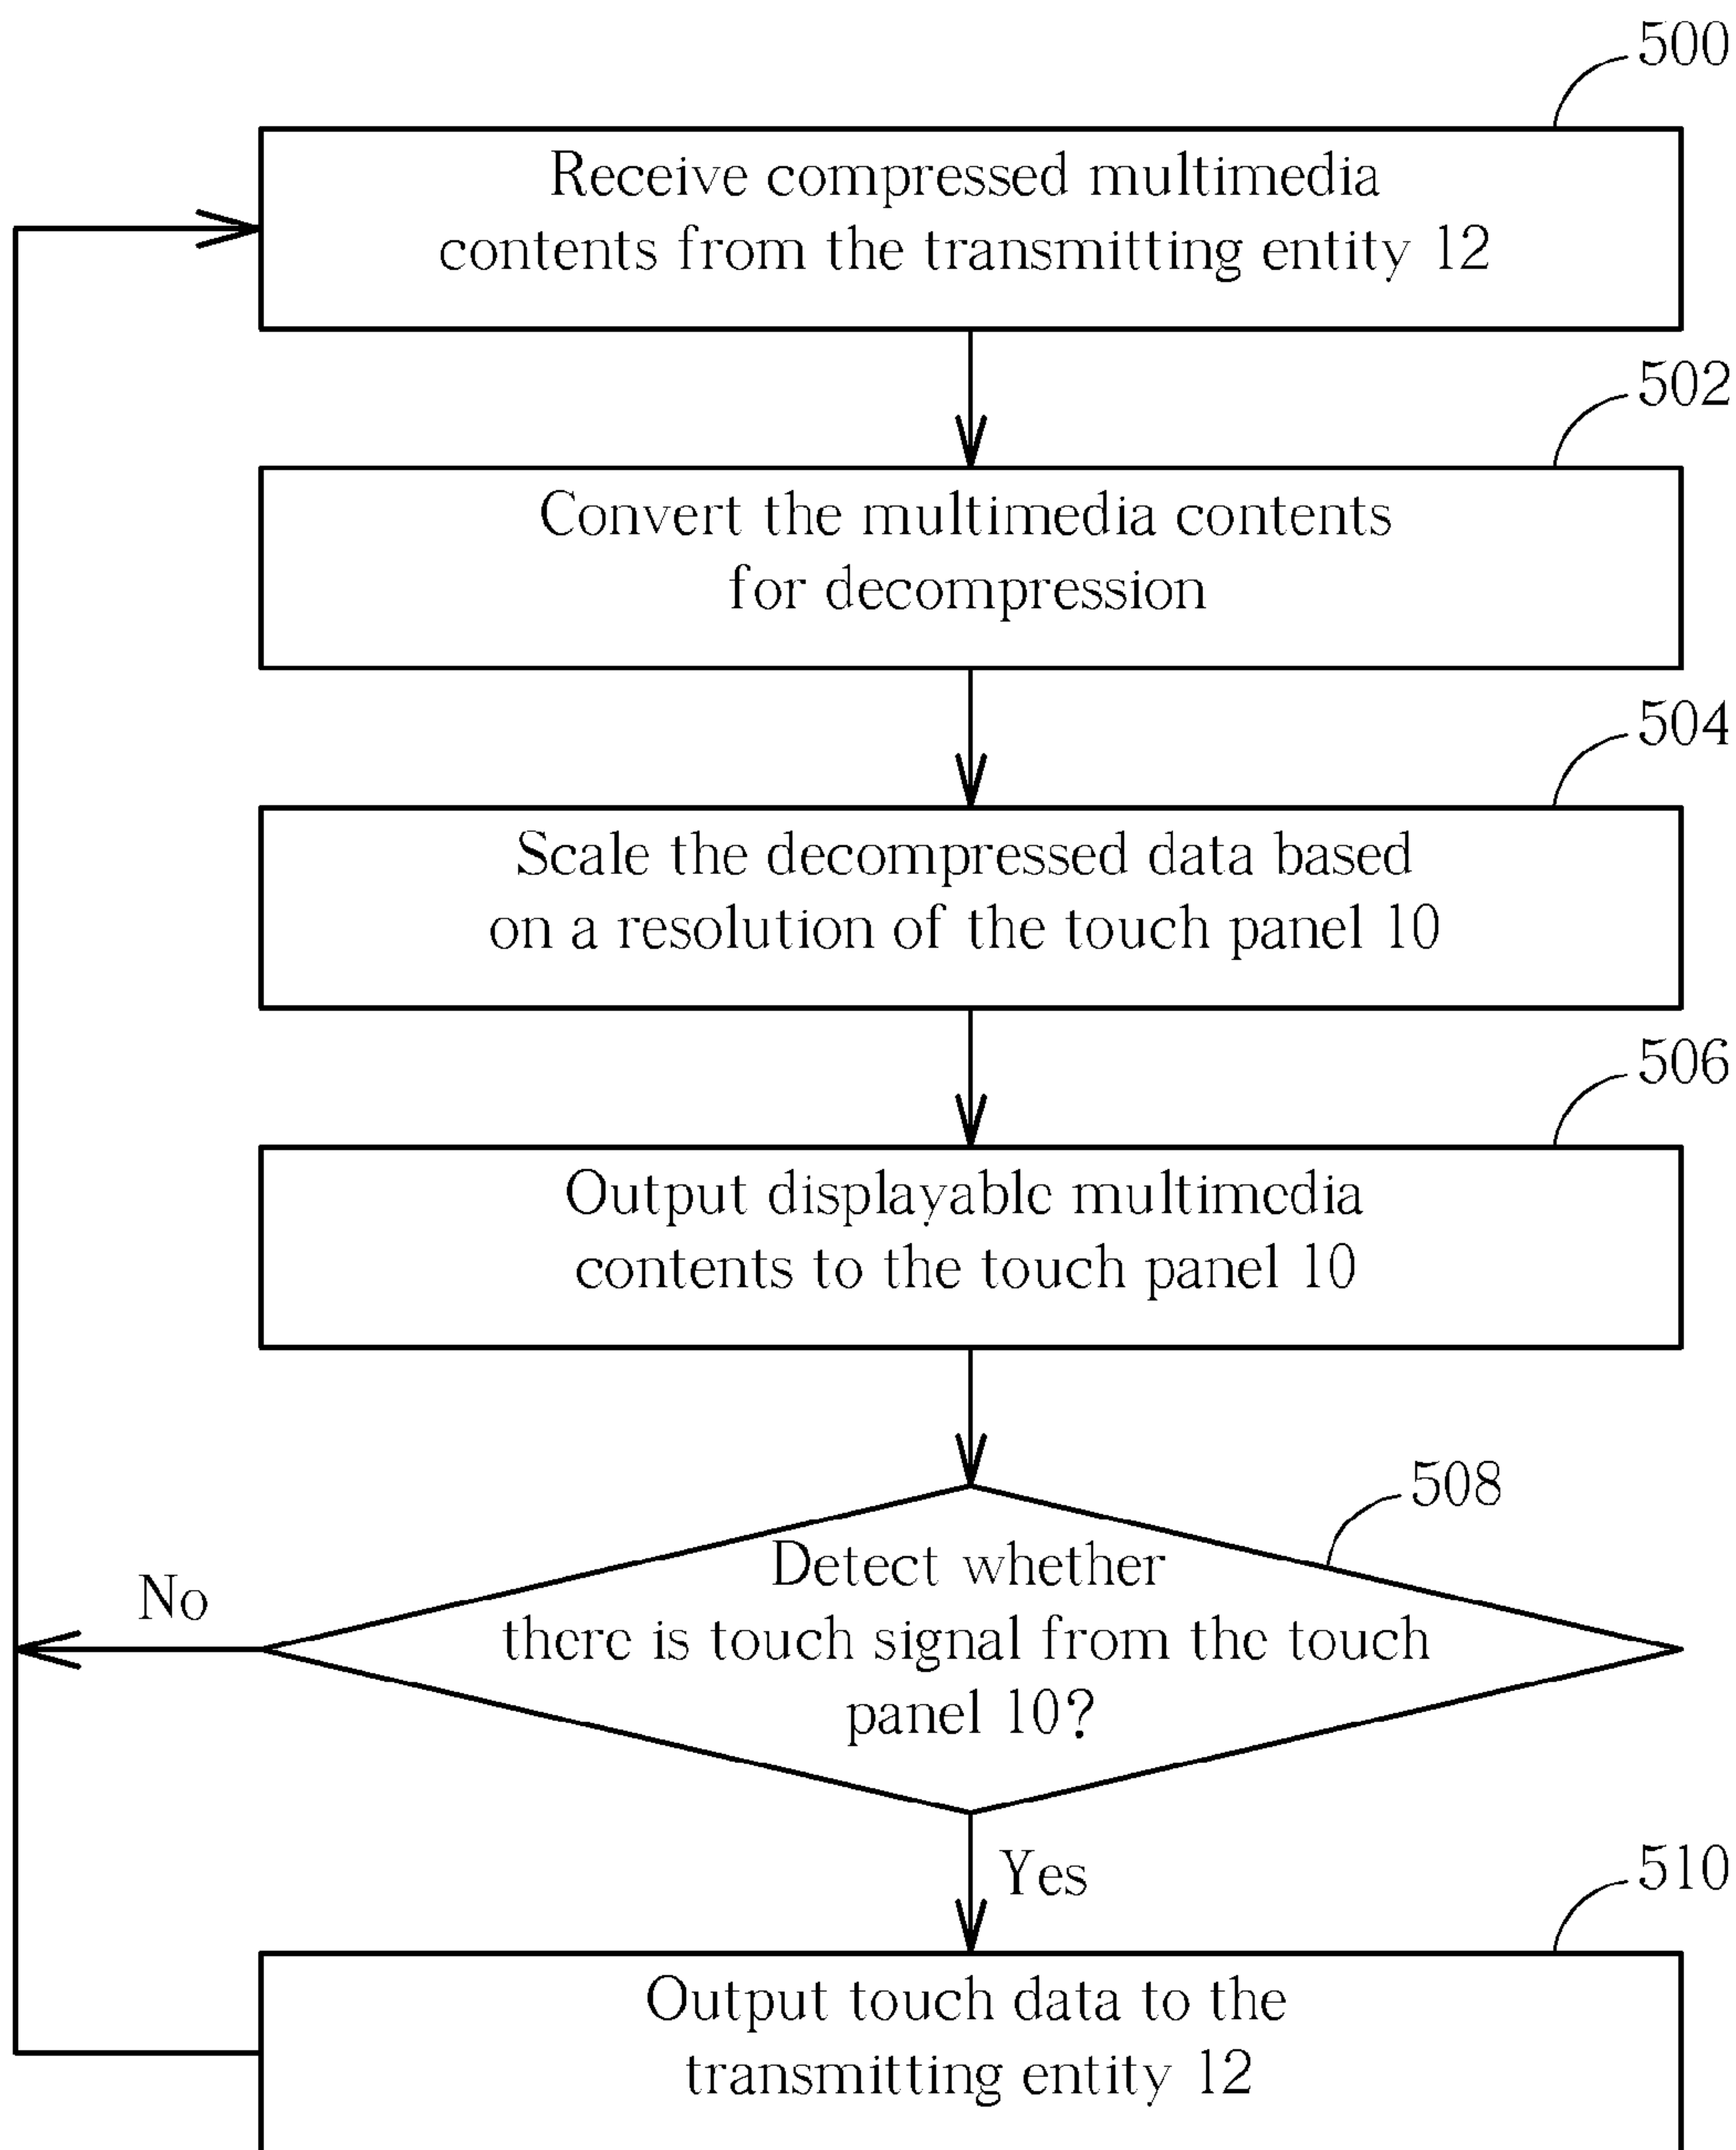 500
Receive compressed multimedia
contents from the transmitting entity 12
502
Convert the multimedia contents
for decompression
504
Scale the decompressed data based
on a resolution of the touch panel 10
506
Output displayable multimedia
contents to the touch panel 10
508
Detect whether
there is touch signal from the touch
panel 10?
No
Yes
510
Output touch data to the
transmitting entity 12